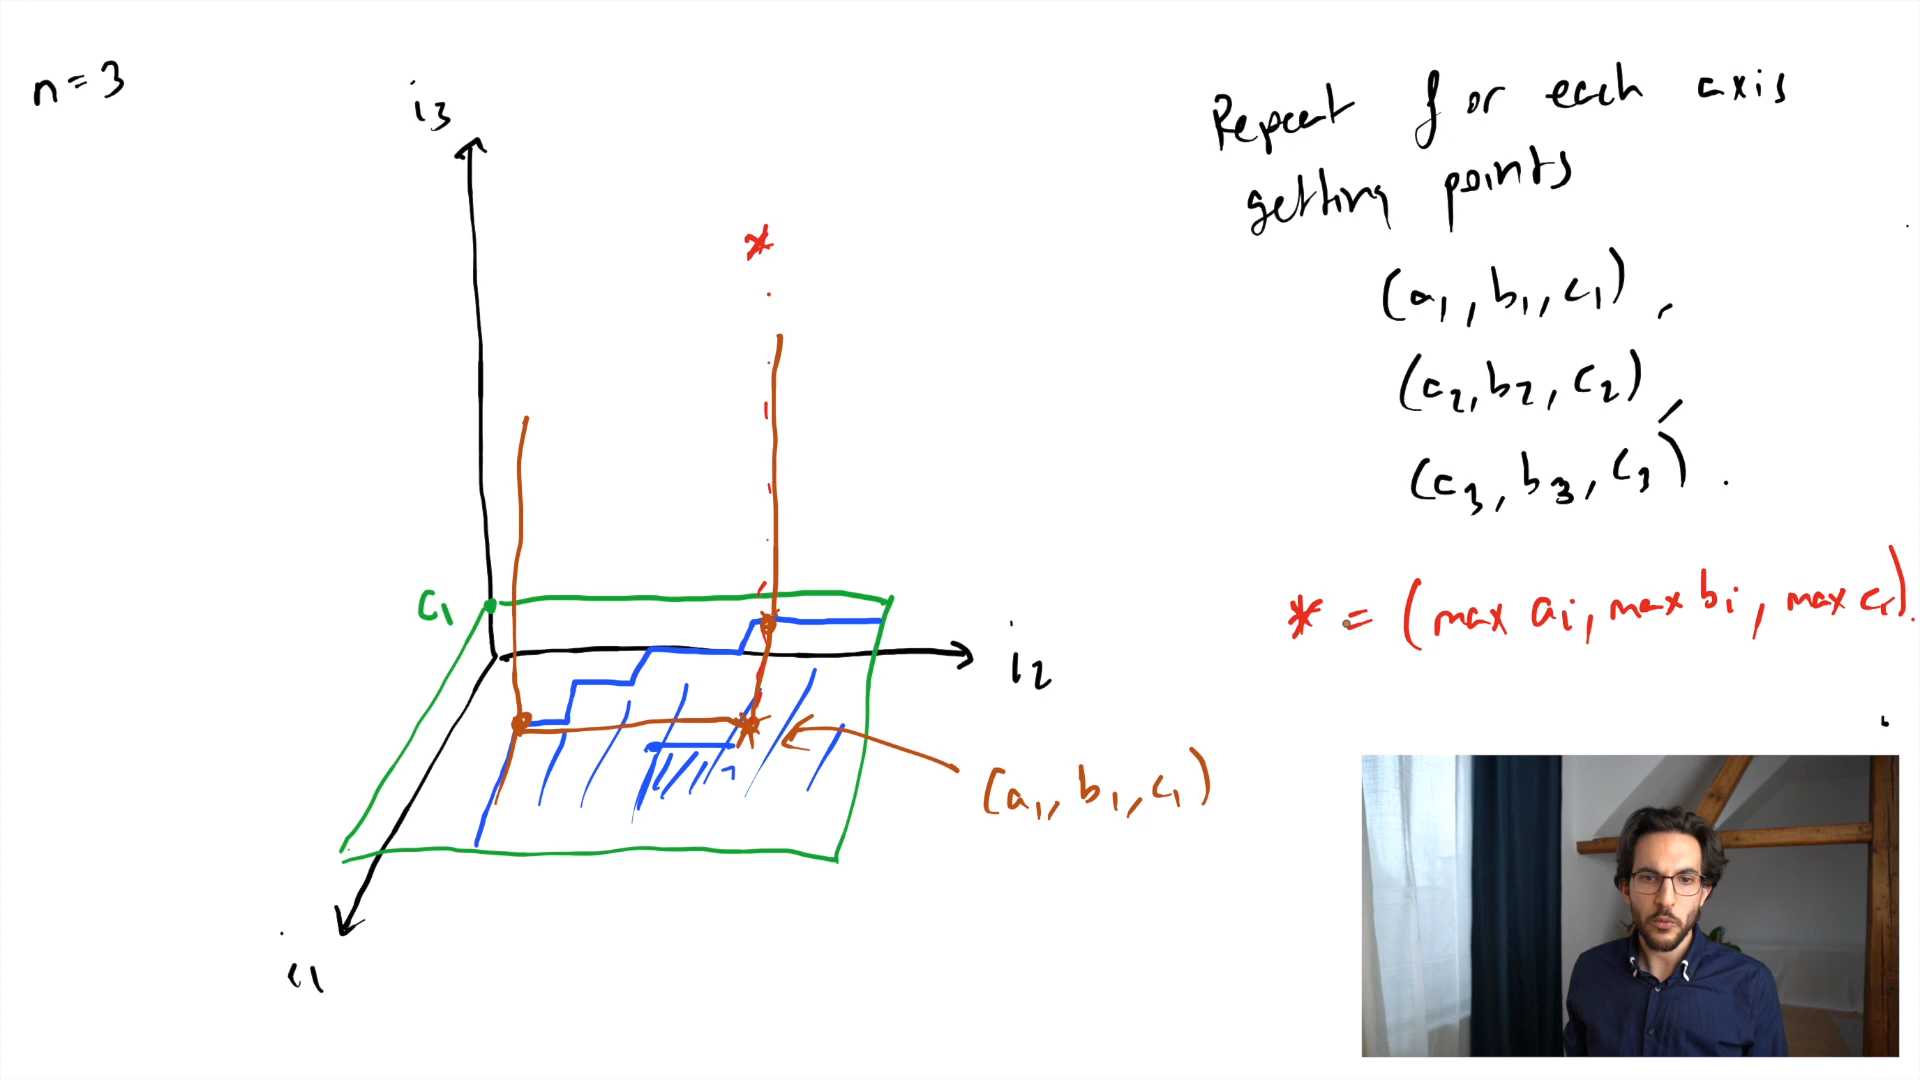 n = 3
i3
Repeat for each axis
getting points
(a1, b1, c1),
(a2, b2, c2),
(a3, b3, c3).
* = (max ai, max bi, max ci).
c1
i2
(a1, b1, c1)
i1